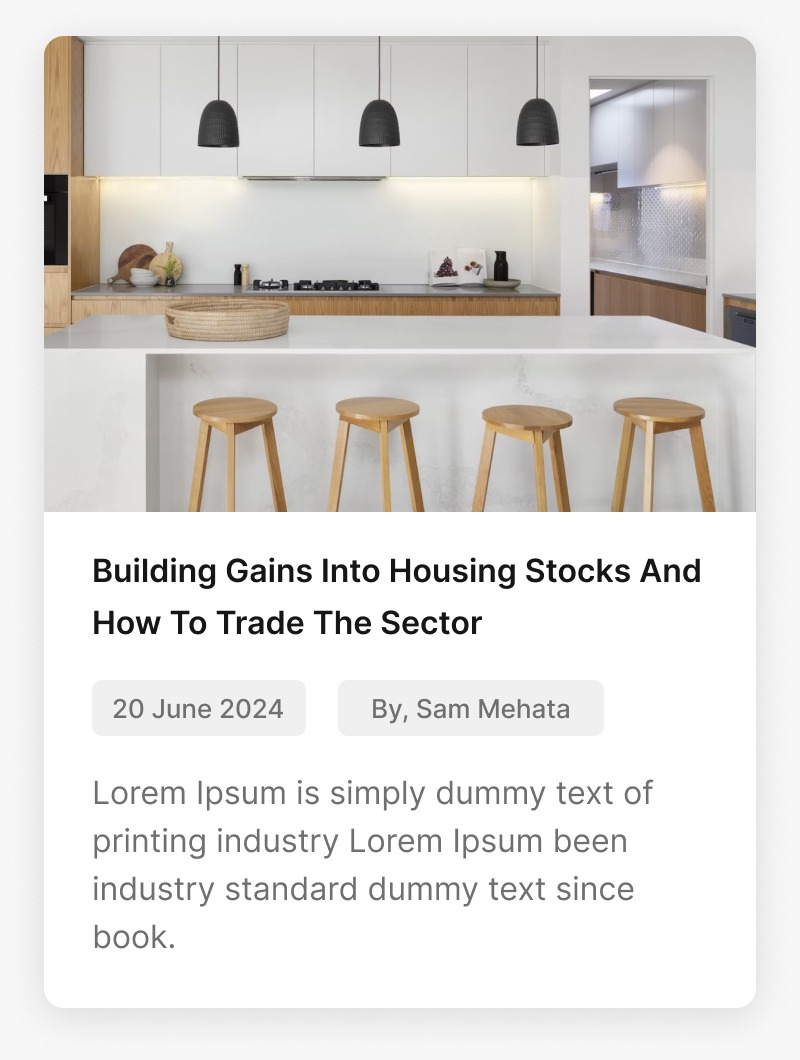 Building Gains Into Housing Stocks And
How To Trade The Sector
20 June 2024
By, Sam Mehata
Lorem Ipsum is simply dummy text of
printing industry Lorem Ipsum been
industry standard dummy text since
book.